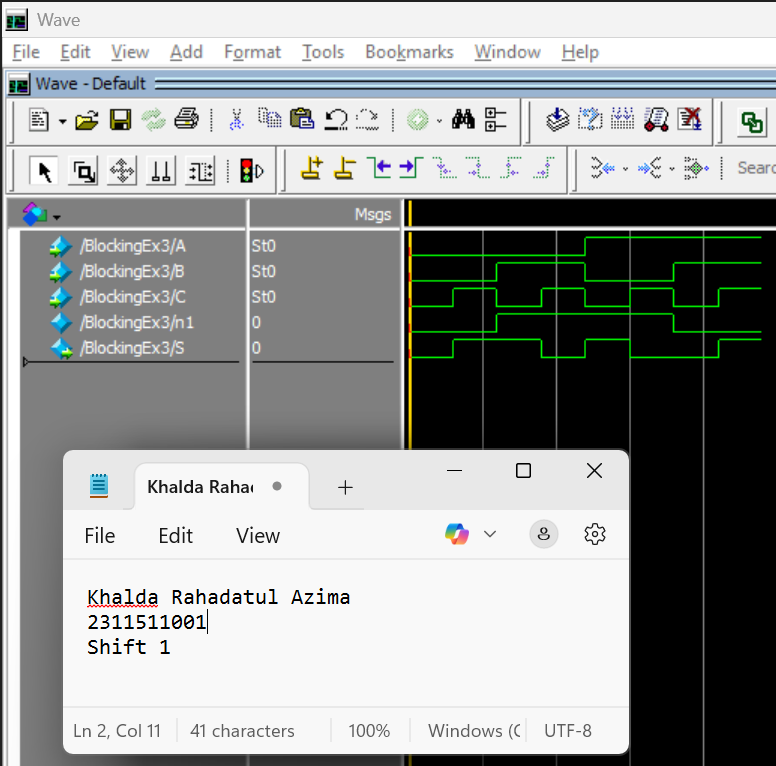 Wave
File Edit View Add Format Tools Bookmarks Window Help
Wave - Default
Searc
Msgs
/BlockingEx3/A St0
/BlockingEx3/B St0
/BlockingEx3/C St0
/BlockingEx3/n1 0
/BlockingEx3/S 0
Khalda Rahad
File Edit View
Khalda Rahadatul Azima
2311511001
Shift 1
Ln 2, Col 11 41 characters 100% Windows (C UTF-8